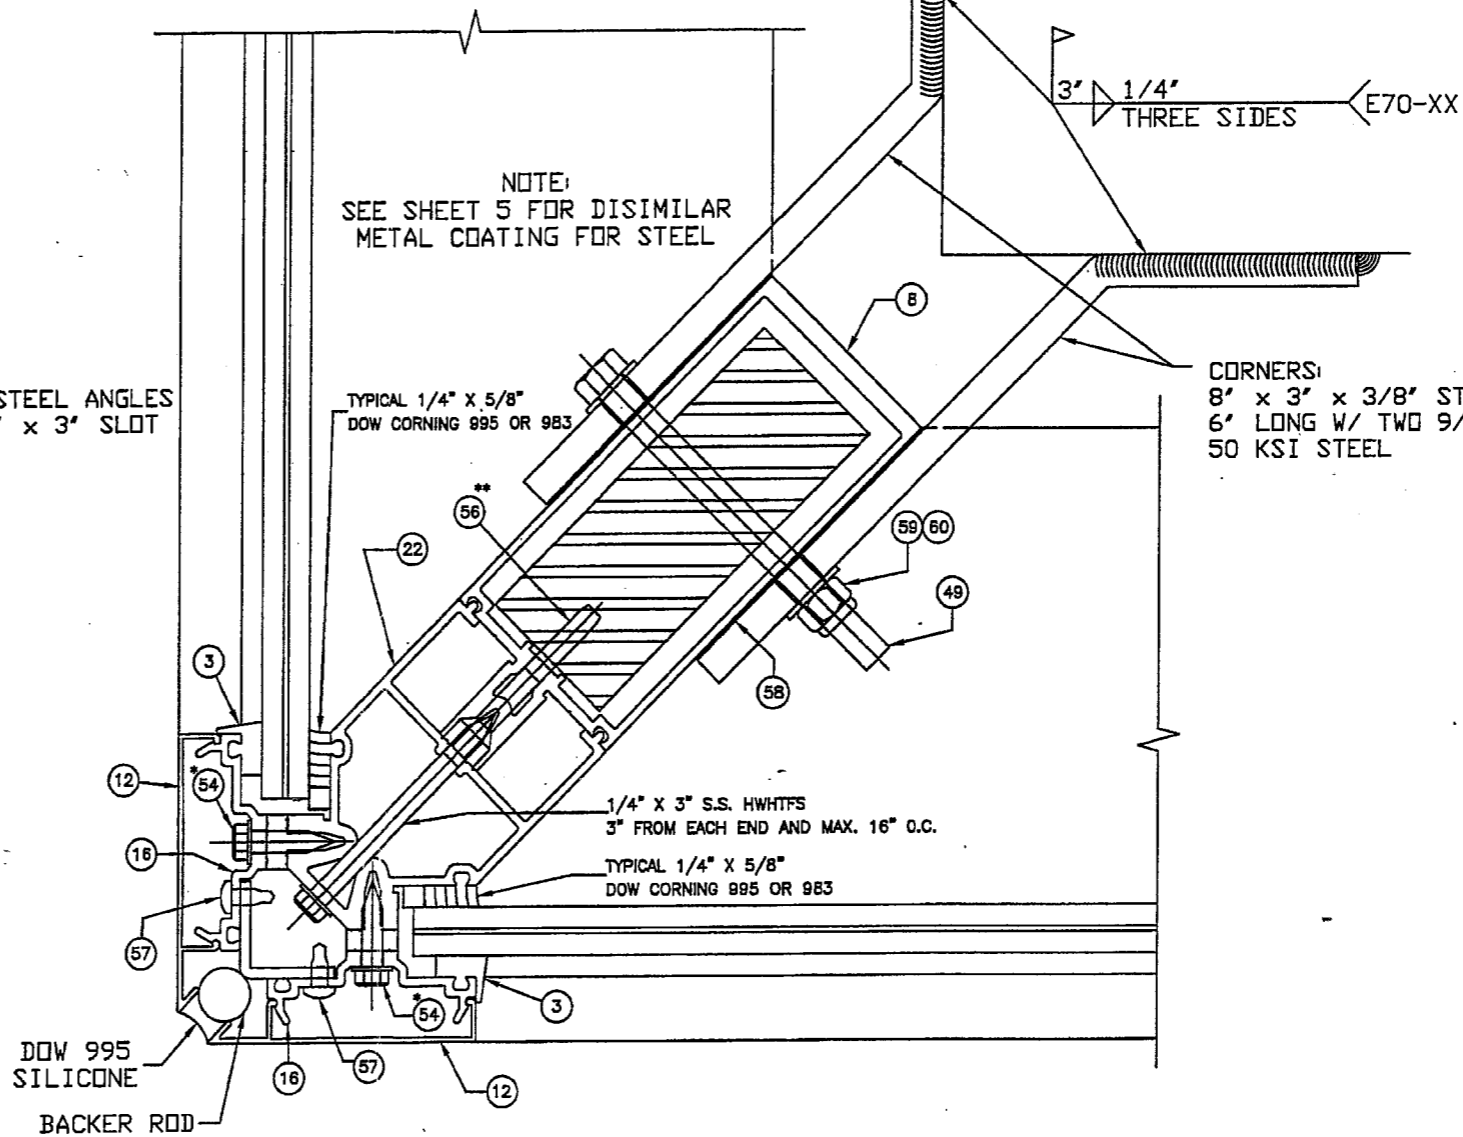 3" 1/4"
THREE SIDES
E70-XX
NOTE:
SEE SHEET 5 FOR DISIMILAR
METAL COATING FOR STEEL
8
STEEL ANGLES
" x 3" SLOT
TYPICAL 1/4" X 5/8"
DOW CORNING 995 OR 983
CORNERS:
8" x 3" x 3/8" ST
6" LONG W/ TWO 9/
50 KSI STEEL
**
56
22
59 60
49
3
58
12
*
54
1/4" X 3" S.S. HWHTFS
3" FROM EACH END AND MAX. 16" O.C.
16
TYPICAL 1/4" X 5/8"
DOW CORNING 995 OR 983
57
3
*
54
DOW 995
SILICONE
16
57
12
BACKER ROD